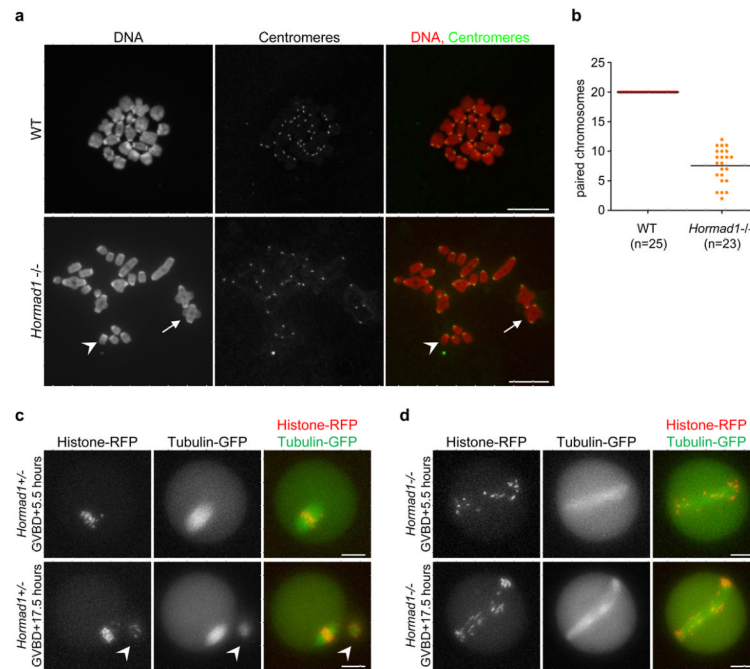 a
DNA
Centromeres
DNA, Centromeres
WT
Hormad1 -/-
b
paired chromosomes
25
20
15
10
5
0
WT
(n=25)
Hormad1-/-
(n=23)
c
Histone-RFP
Tubulin-GFP
Histone-RFP
Tubulin-GFP
Hormad1+/-
GVBD+5.5 hours
Hormad1+/-
GVBD+17.5 hours
d
Histone-RFP
Tubulin-GFP
Histone-RFP
Tubulin-GFP
Hormad1-/-
GVBD+5.5 hours
Hormad1-/-
GVBD+17.5 hours